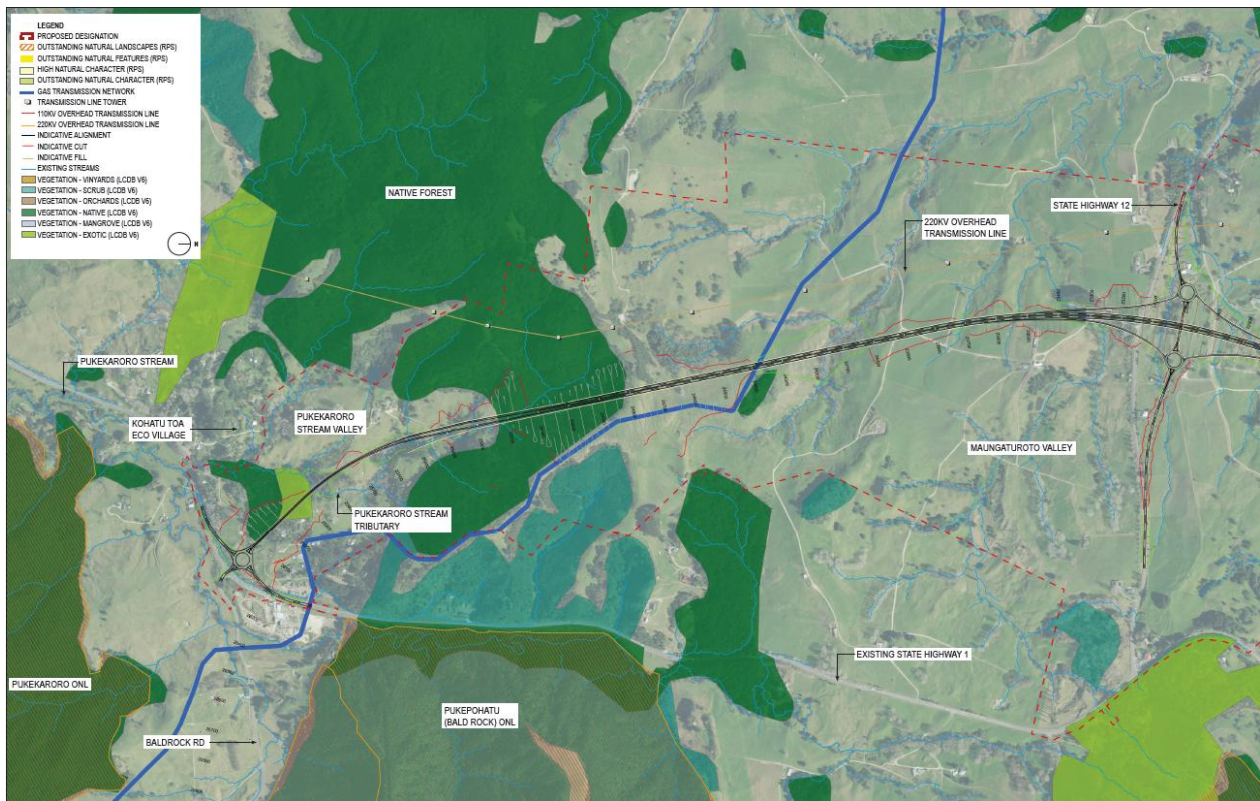 LEGEND
PROPOSED DESIGNATION
OUTSTANDING NATURAL LANDSCAPES (RPS)
OUTSTANDING NATURAL FEATURES (RPS)
HIGH NATURAL CHARACTER (RPS)
OUTSTANDING NATURAL CHARACTER (RPS)
GAS TRANSMISSION NETWORK
TRANSMISSION LINE TOWER
110KV OVERHEAD TRANSMISSION LINE
220KV OVERHEAD TRANSMISSION LINE
INDICATIVE ALIGNMENT
INDICATIVE CUT
INDICATIVE FILL
EXISTING STREAMS
VEGETATION - VINYARDS (LCDB V6)
VEGETATION - SCRUB (LCDB V6)
VEGETATION - ORCHARDS (LCDB V6)
VEGETATION - NATIVE (LCDB V6)
VEGETATION - MANGROVE (LCDB V6)
VEGETATION - EXOTIC (LCDB V6)
N
NATIVE FOREST
STATE HIGHWAY 12
220KV OVERHEAD
TRANSMISSION LINE
PUKEKARORO STREAM
KOHATU TOA
ECO VILLAGE
PUKEKARORO
STREAM VALLEY
MAUNGATUROTO VALLEY
PUKEKARORO STREAM
TRIBUTARY
EXISTING STATE HIGHWAY 1
PUKEKARORO ONL
PUKEPOHATU
(BALD ROCK) ONL
BALDROCK RD